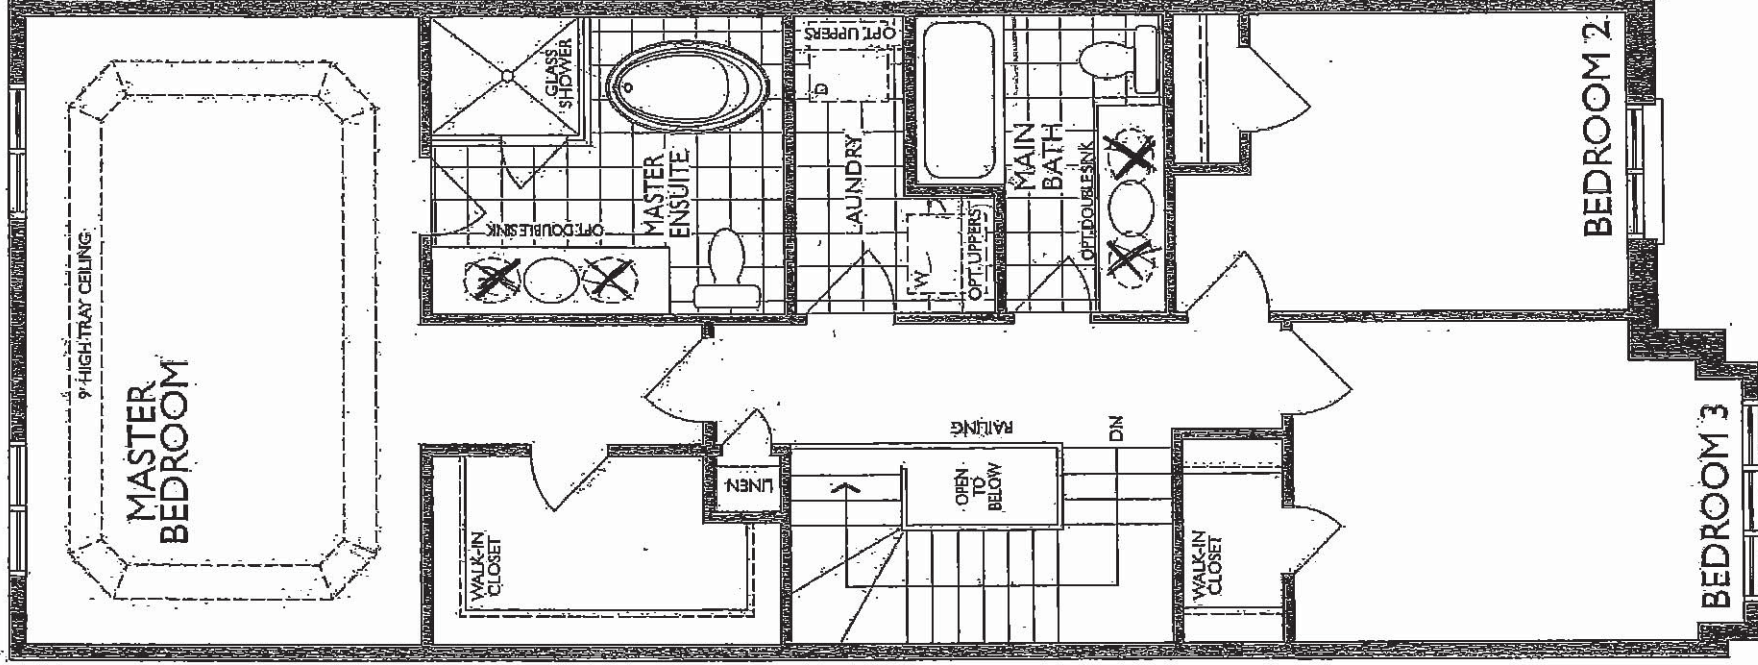 9' HIGH TRAY CEILING
MASTER
BEDROOM
GLASS
SHOWER
MASTER
ENSUITE
OPT. DOUBLE SINK
OPT. UPPERS
D
AUNDRY
W
OPT. UPPERS
MAIN
BATH
OPT. DOUBLE SINK
BEDROOM 2
WALK-IN
CLOSET
LINEN
RAILING
OPEN
TO
BELOW
DN
WALK-IN
CLOSET
BEDROOM 3